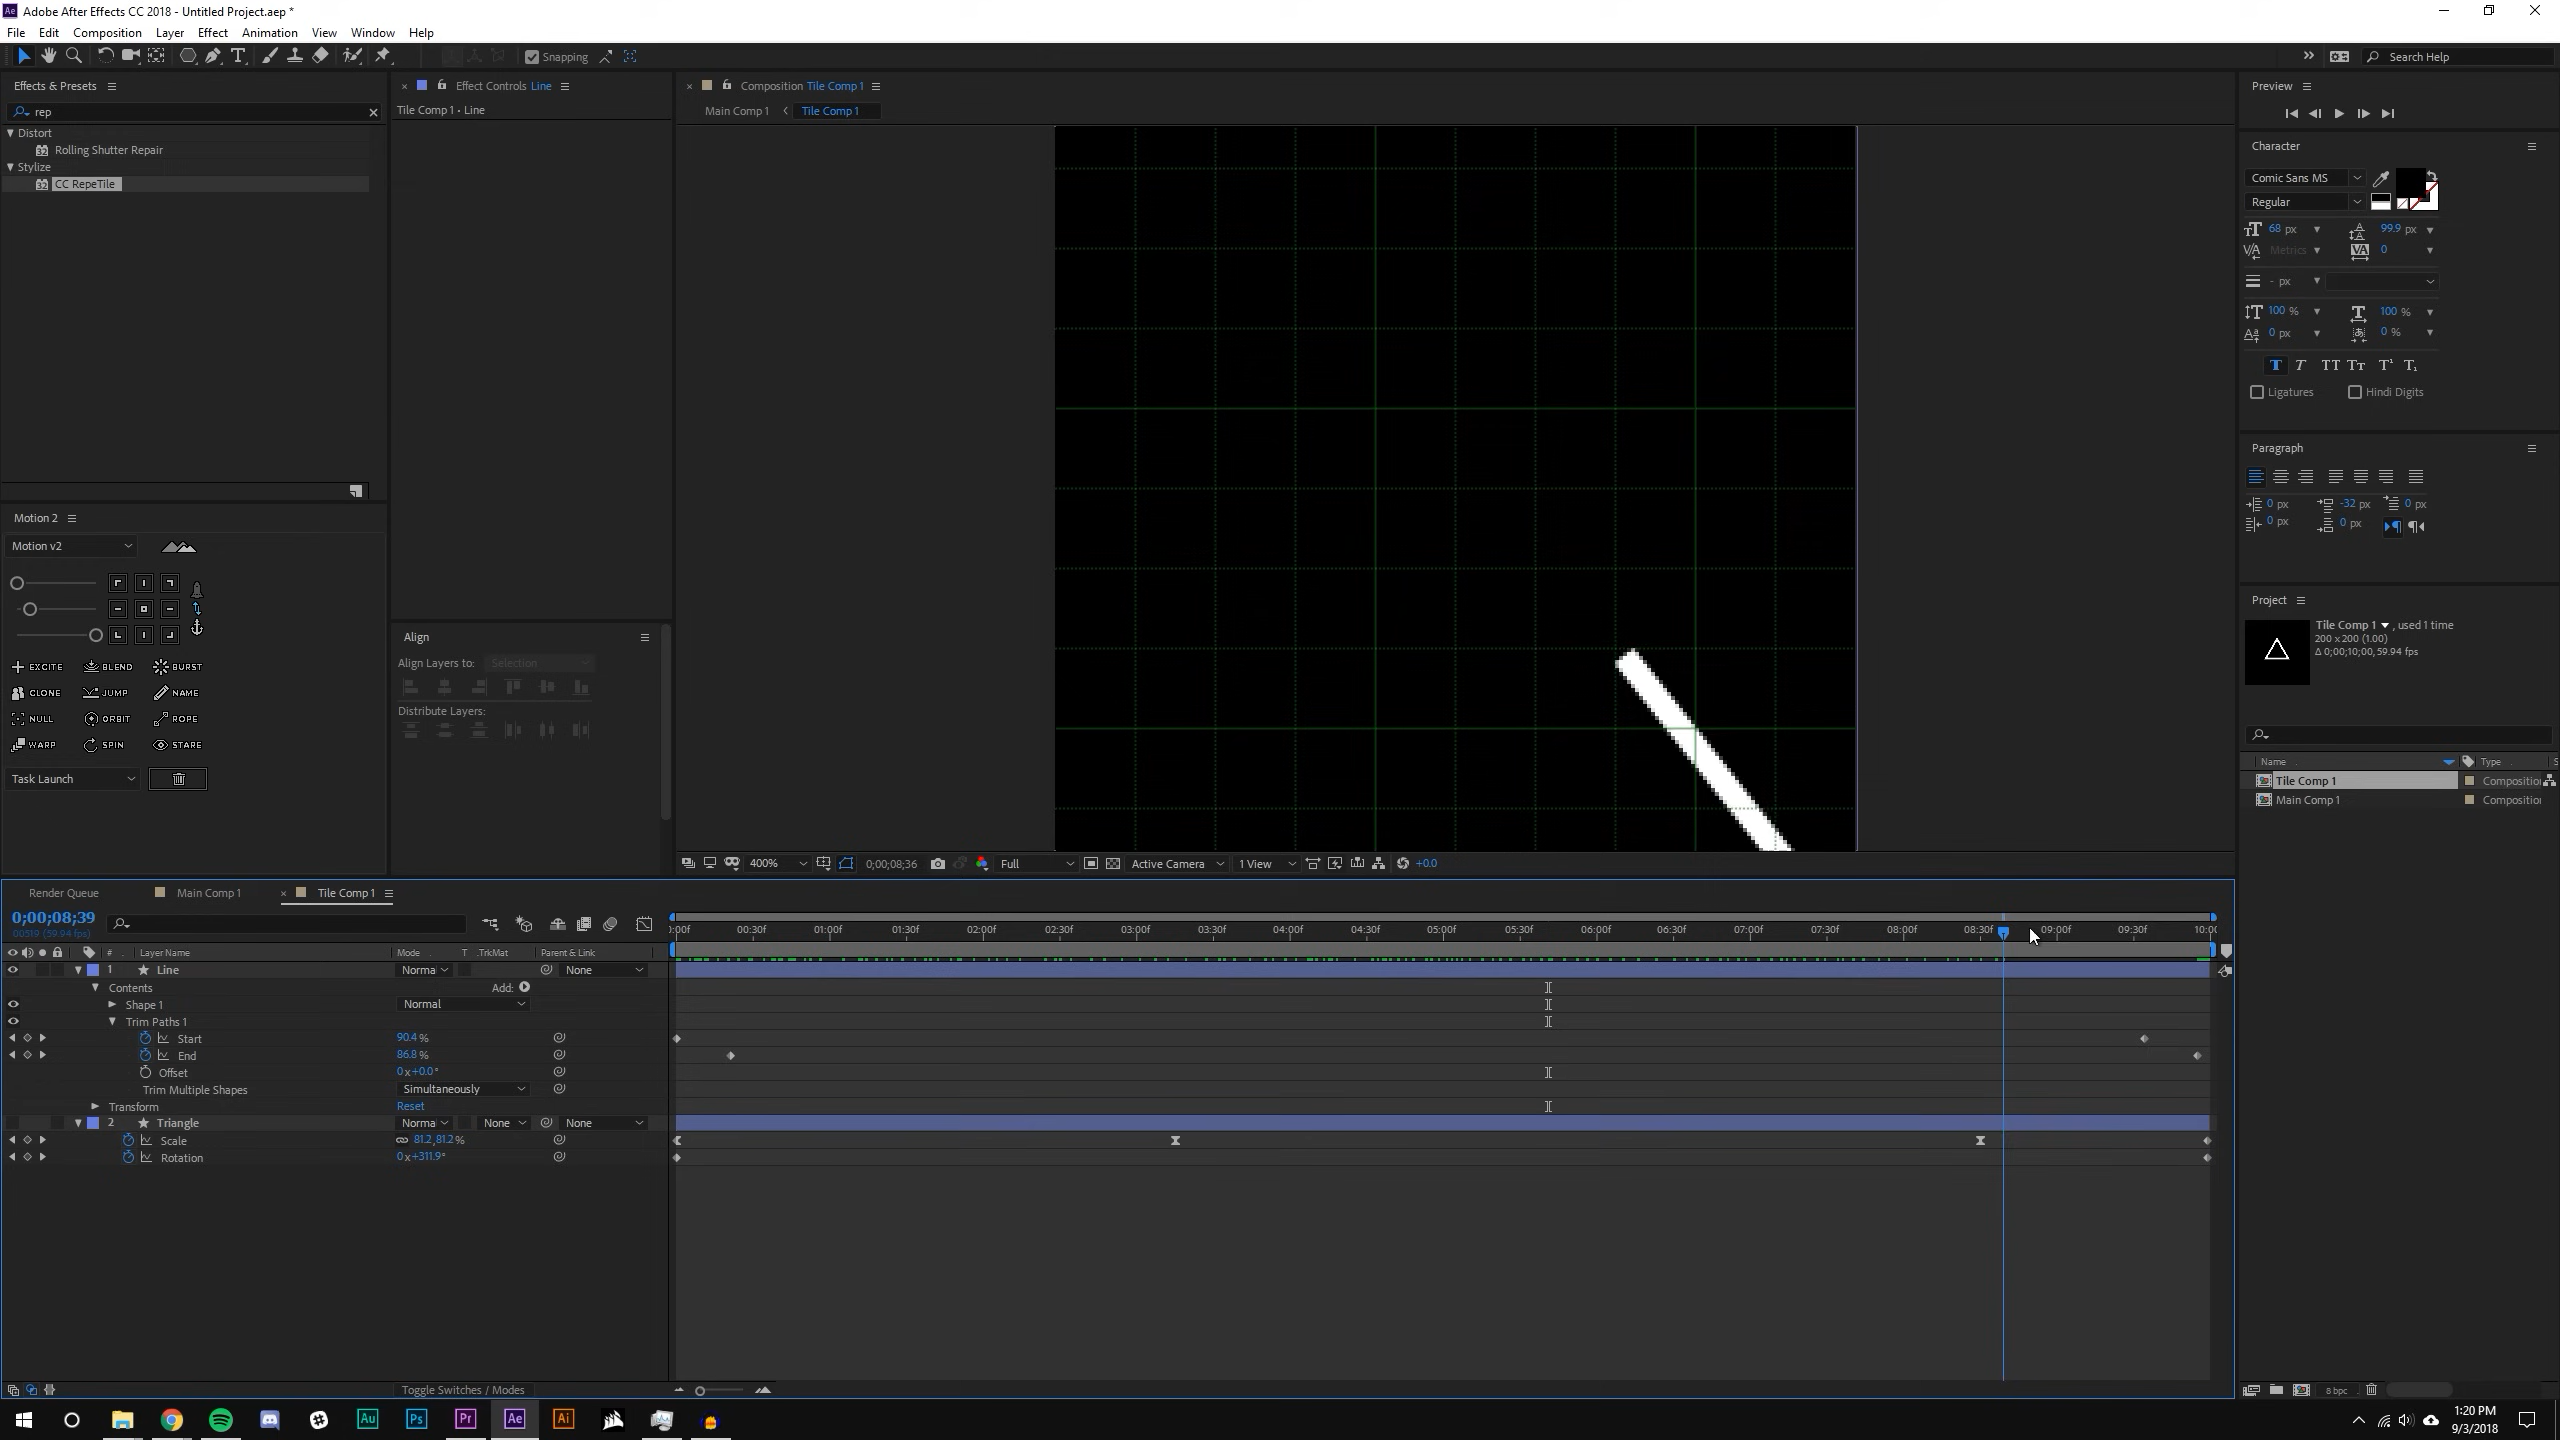 Adobe After Effects CC 2018 - Untitled Project.aep *
File Edit Composition Layer Effect Animation View Window Help
Snapping
Search Help
Effects & Presets
rep
Distort
Rolling Shutter Repair
Stylize
CC RepeTile
Effect Controls Line
Tile Comp 1 • Line
Composition Tile Comp 1
Main Comp 1 Tile Comp 1
Motion 2
Motion v2
EXCITE BLEND BURST
CLONE JUMP NAME
NULL ORBIT ROPE
WARP SPIN STARE
Task Launch
Align
Align Layers to: Selection
Distribute Layers:
400% 0;00;08;36 Full Active Camera 1 View +0.0
Preview
Character
Comic Sans MS
Regular
68 px 99.9 px
Metrics 0
- px
100 % 100 %
0 px 0 %
Ligatures Hindi Digits
Paragraph
0 px -32 px 0 px
0 px 0 px
Project
Tile Comp 1 , used 1 time
200 x 200 (1.00)
Δ 0;00;10;00, 59.94 fps
Name Type S
Tile Comp 1 Compositio
Main Comp 1 Compositio
8 bpc
Render Queue Main Comp 1 Tile Comp 1
0;00;08;39
00519 (59.94 fps)
:00f 00:30f 01:00f 01:30f 02:00f 02:30f 03:00f 03:30f 04:00f 04:30f 05:00f 05:30f 06:00f 06:30f 07:00f 07:30f 08:00f 08:30f 09:00f 09:30f 10:00
# Layer Name Mode T .TrkMat Parent & Link
1 Line Norma None
Contents Add:
Shape 1 Normal
Trim Paths 1
Start 90.4 %
End 86.8 %
Offset 0x+0.0°
Trim Multiple Shapes Simultaneously
Transform Reset
2 Triangle Norma None None
Scale 81.2,81.2 %
Rotation 0x+311.9°
Toggle Switches / Modes
Au Ps Pr Ae Ai
1:20 PM
9/3/2018